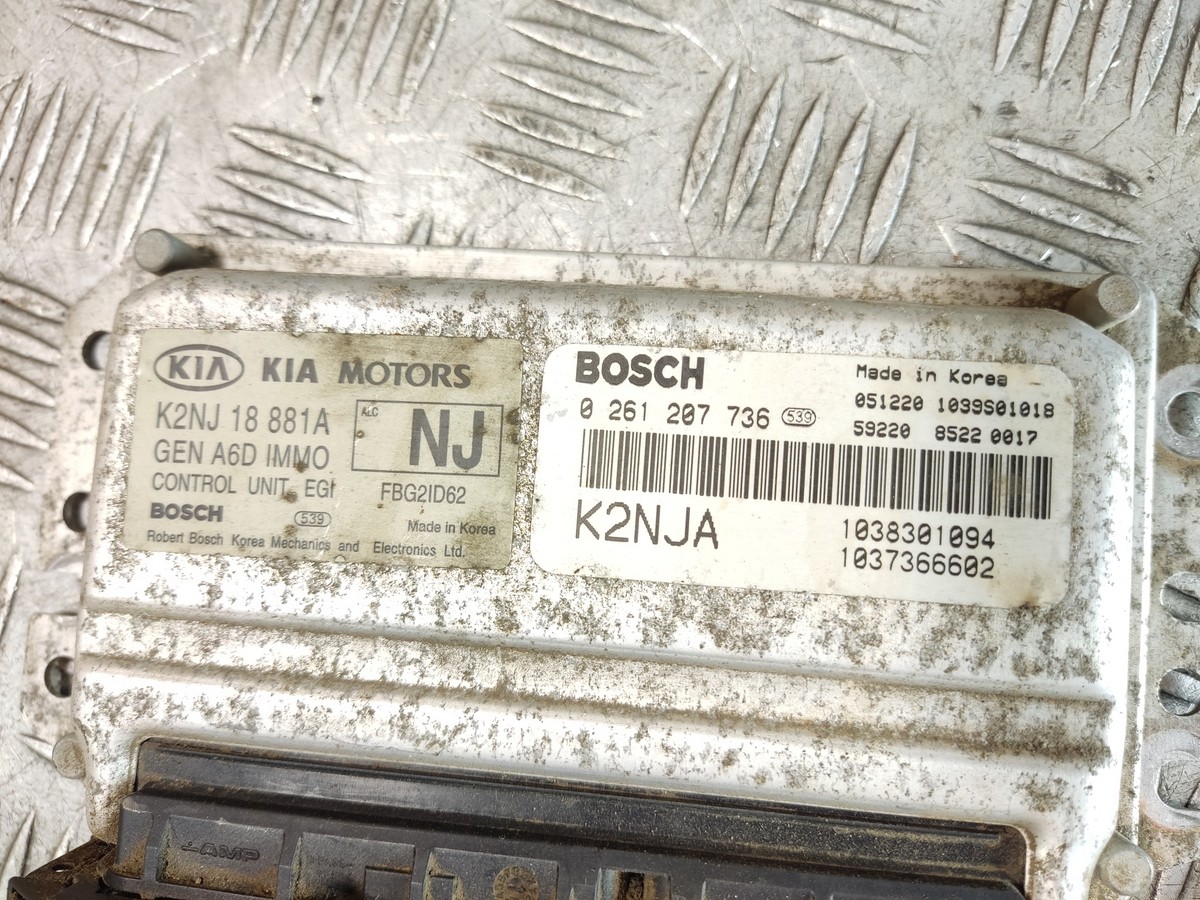 KIA KIA MOTORS
K2NJ 18 881A
ALC NJ
GEN A6D IMMO
CONTROL UNIT, EGI
FBG2ID62
BOSCH 539 Made in Korea
Robert Bosch Korea Mechanics and Electronics Ltd.
BOSCH
Made in Korea
0 261 207 736 539
051220 1039S01018
59220 8522 0017
K2NJA
1038301094
1037366602
AMP